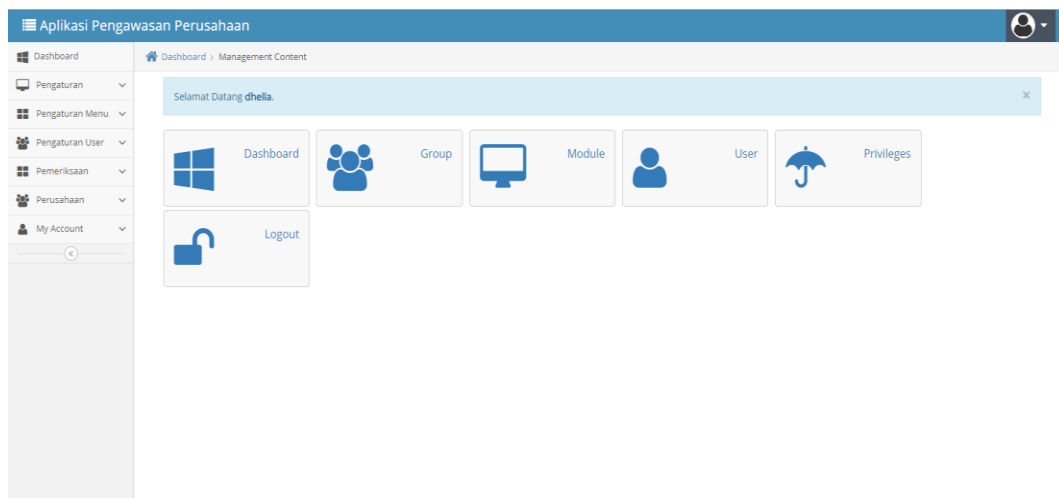 Aplikasi Pengawasan Perusahaan
Dashboard
Pengaturan
Pengaturan Menu
Pengaturan User
Pemeriksaan
Perusahaan
My Account
Dashboard > Management Content
Selamat Datang dhella.
Dashboard
Group
Module
User
Privileges
Logout